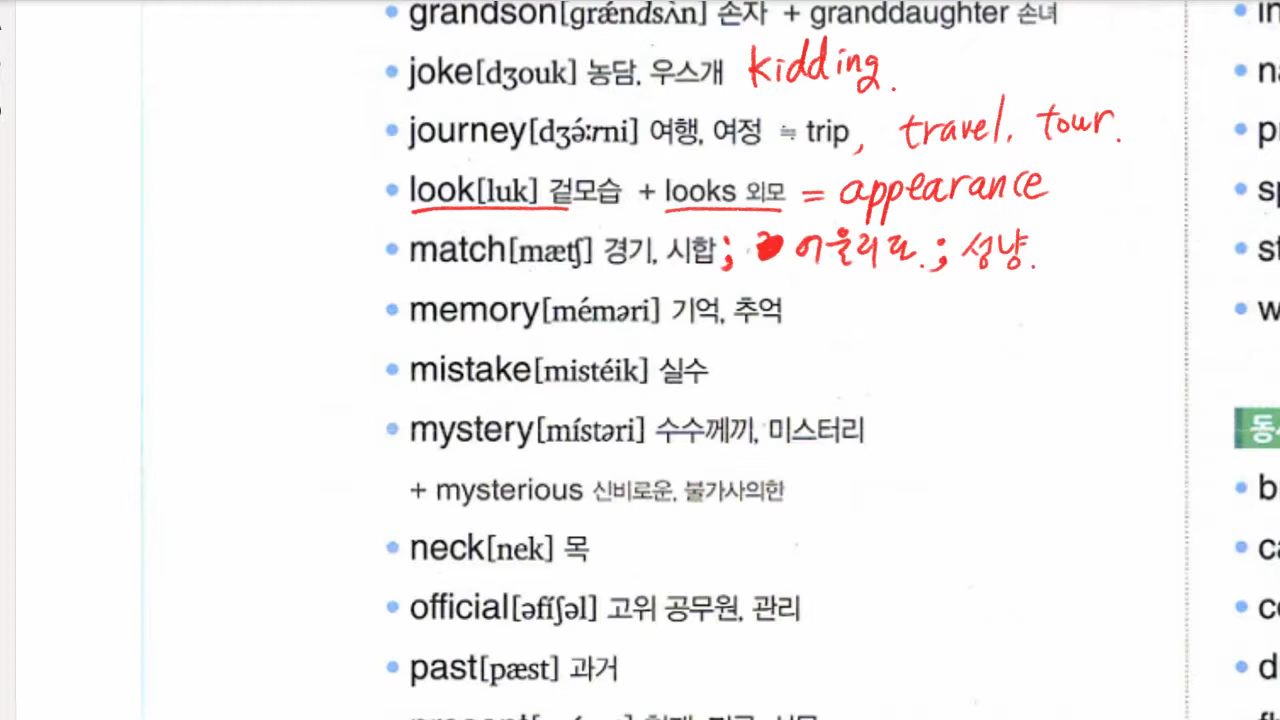 grandson[grǽndsʌ̀n] 손자 + granddaughter 손녀
joke[dʒouk] 농담, 우스개 kidding.
journey[dʒə́ːrni] 여행, 여정 ≒ trip, travel. tour.
look[luk] 겉모습 + looks 외모 = appearance
match[mætʃ] 경기, 시합; 어울리다.; 성냥.
memory[méməri] 기억, 추억
mistake[mistéik] 실수
mystery[místəri] 수수께끼, 미스터리
+ mysterious 신비로운, 불가사의한
neck[nek] 목
official[əfíʃəl] 고위 공무원, 관리
past[pæst] 과거
동